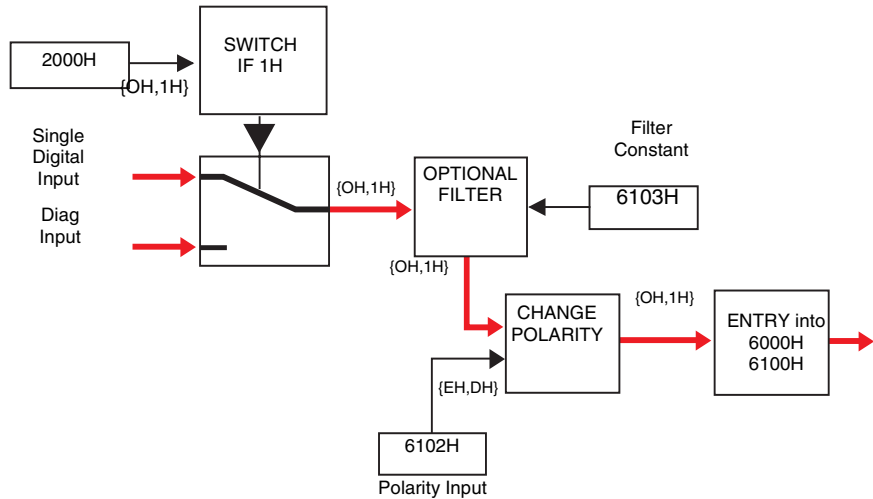 SWITCH
IF 1H
2000H
{OH,1H}
Single
Digital
Input
Diag
Input
{OH,1H}
OPTIONAL
FILTER
Filter
Constant
6103H
{OH,1H}
CHANGE
POLARITY
{OH,1H}
ENTRY into
6000H
6100H
{EH,DH}
6102H
Polarity Input